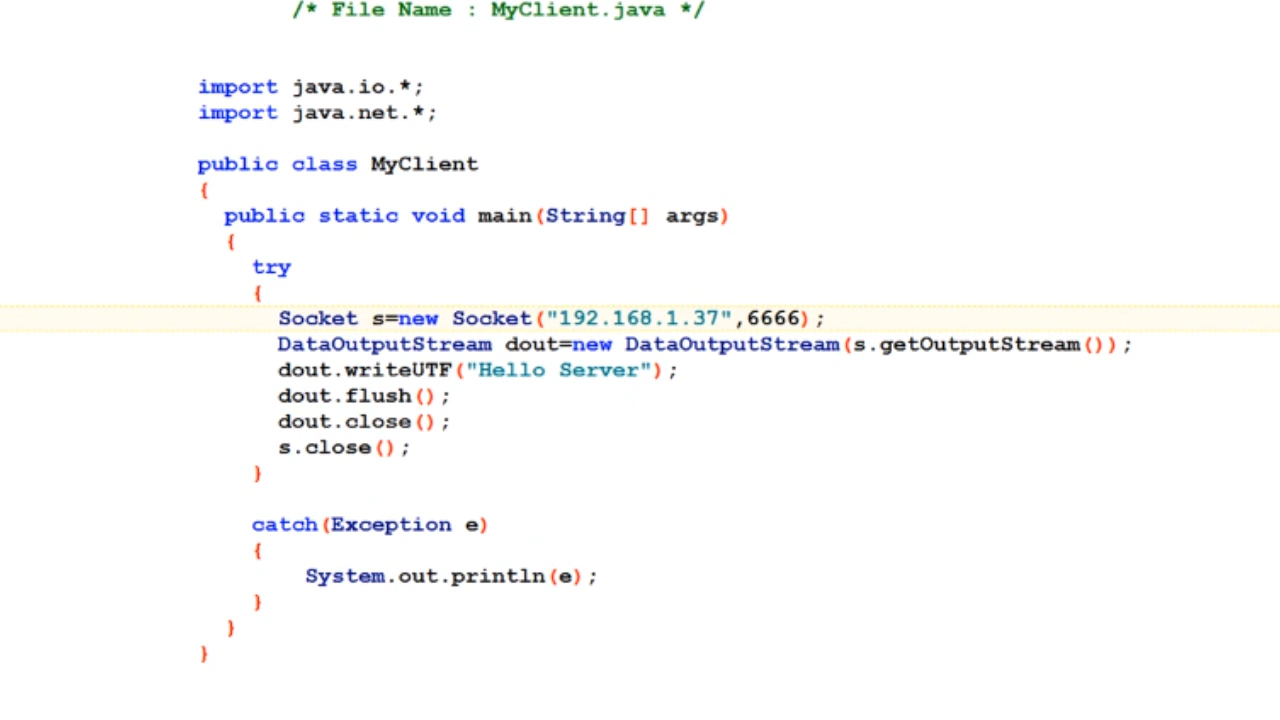 /* File Name : MyClient.java */
import java.io.*;
import java.net.*;
public class MyClient
{
public static void main(String[] args)
{
try
{
Socket s=new Socket("192.168.1.37",6666);
DataOutputStream dout=new DataOutputStream(s.getOutputStream());
dout.writeUTF("Hello Server");
dout.flush();
dout.close();
s.close();
}
catch(Exception e)
{
System.out.println(e);
}
}
}